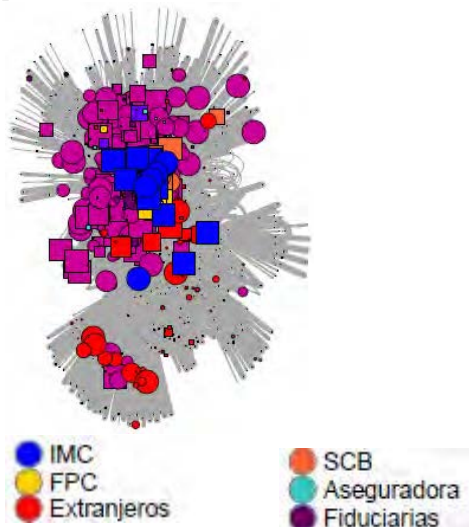 IMC
FPC
Extranjeros
SCB
Aseguradora
Fiduciarias